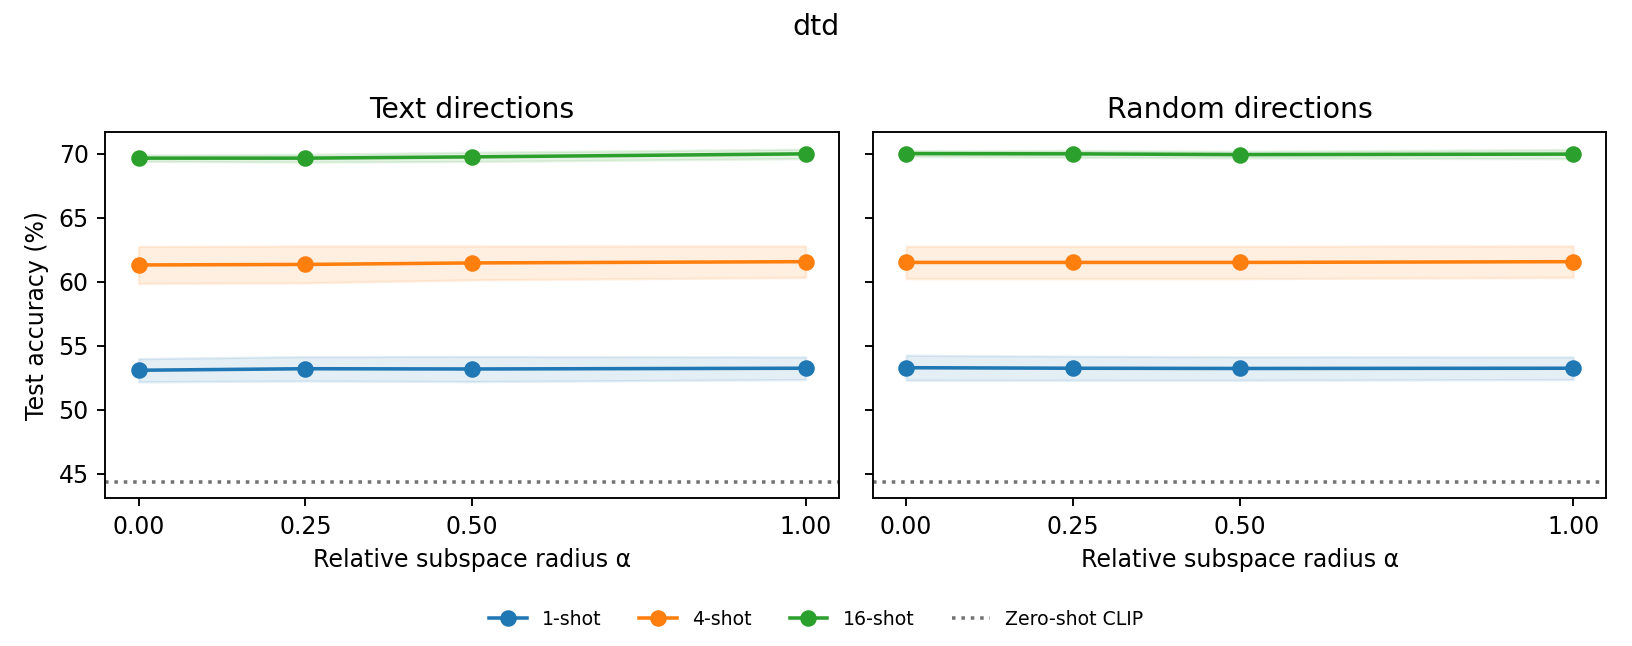 dtd
Text directions
Random directions
Test accuracy (%)
70
65
60
55
50
45
0.00 0.25 0.50 1.00
0.00 0.25 0.50 1.00
Relative subspace radius α
Relative subspace radius α
1-shot 4-shot 16-shot Zero-shot CLIP